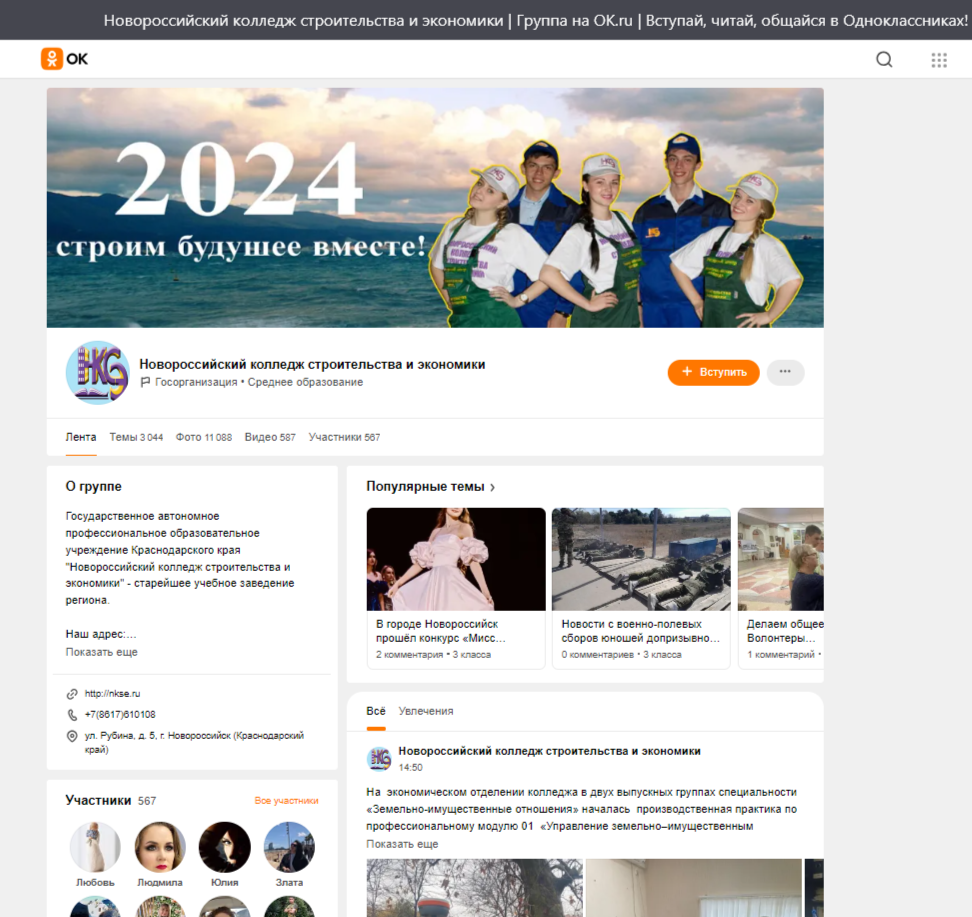 Новороссийский колледж строительства и экономики | Группа на OK.ru | Вступай, читай, общайся в Одноклассниках!
ОК
2024
строим будушее вместе!
Новороссийский колледж строительства и экономики
Госорганизация • Среднее образование
+ Вступить
Лента Темы 3 044 Фото 11 088 Видео 587 Участники 567
О группе
Государственное автономное
профессиональное образовательное
учреждение Краснодарского края
"Новороссийский колледж строительства и
экономики" - старейшее учебное заведение
региона.
Наш адрес:…
Показать еще
http://nkse.ru
+7(8617)610108
ул. Рубина, д. 5, г. Новороссийск (Краснодарский
край)
Участники 567
Все участники
Любовь Людмила Юлия Злата
Популярные темы ›
В городе Новороссийск
прошёл конкурс «Мисс…
2 комментария • 3 класса
Новости с военно-полевых
сборов юношей допризывно…
0 комментариев • 3 класса
Делаем общее
Волонтеры…
1 комментарий •
Всё Увлечения
Новороссийский колледж строительства и экономики
14:50
На экономическом отделении колледжа в двух выпускных группах специальности
«Земельно-имущественные отношения» началась производственная практика по
профессиональному модулю 01 «Управление земельно–имущественным
Показать еще